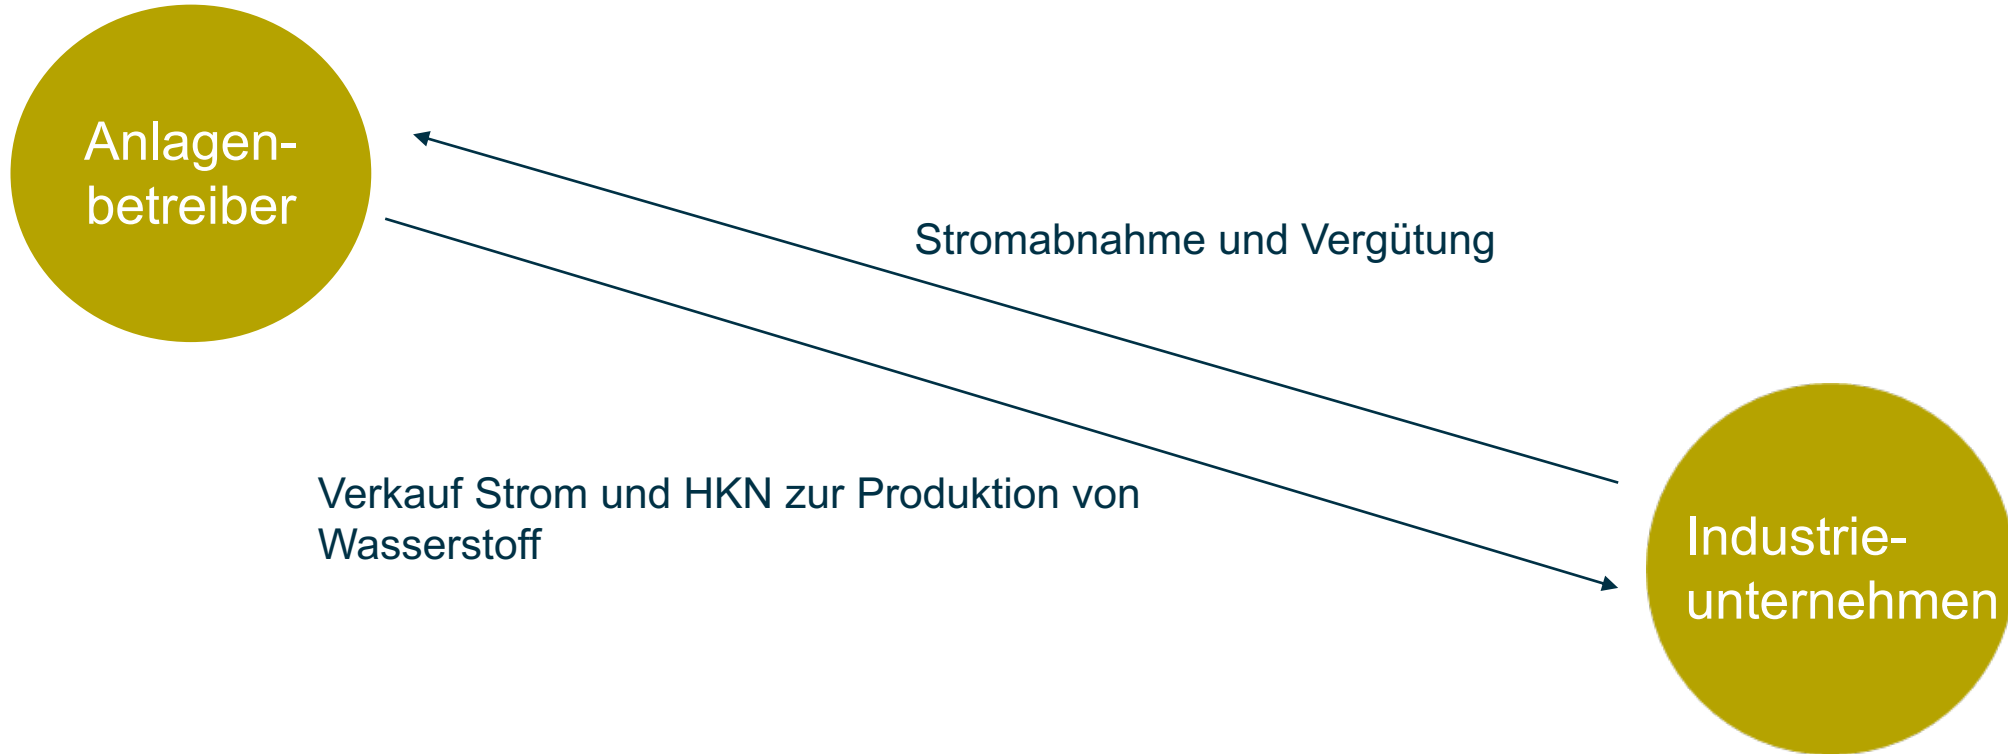 Anlagen-
betreiber
Stromabnahme und Vergütung
Verkauf Strom und HKN zur Produktion von
Wasserstoff
Industrie-
unternehmen